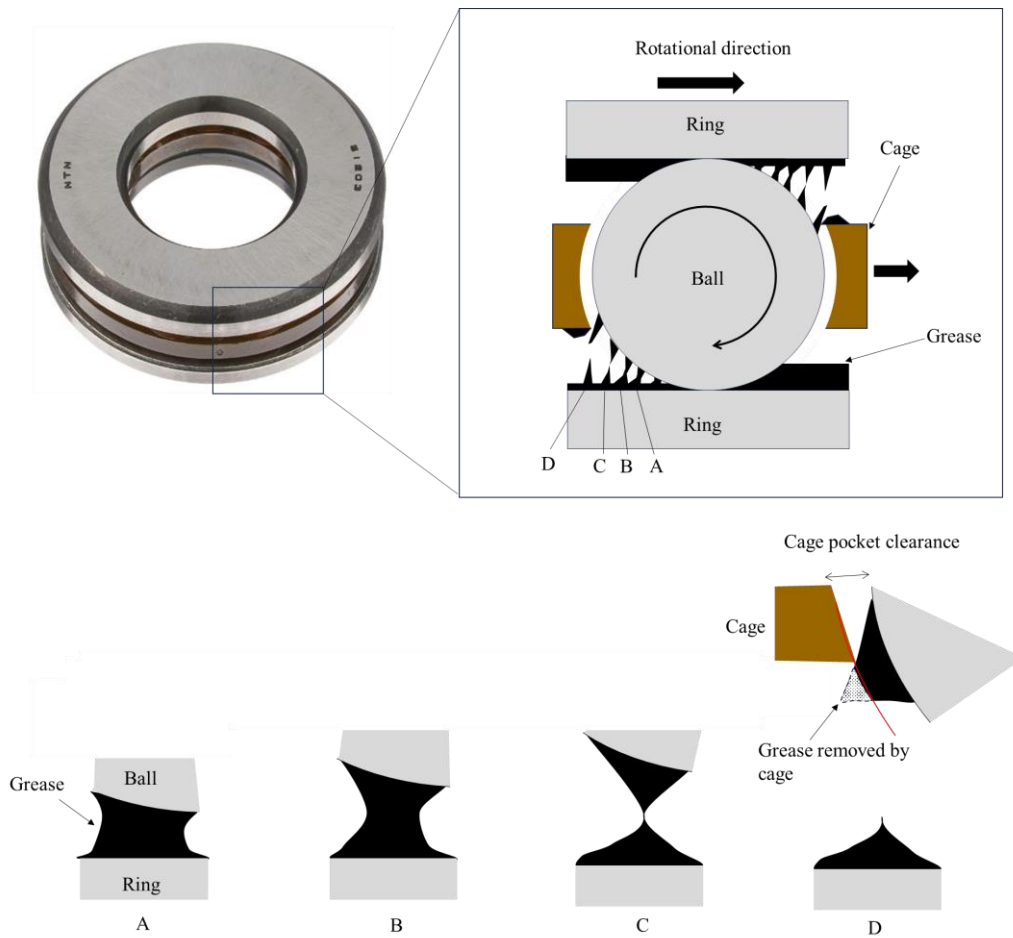 Rotational direction
Ring
Cage
NTN
51203
Ball
Grease
Ring
D
C
B
A
Cage pocket clearance
Cage
Grease removed by
cage
Grease
Ball
Ring
A
B
C
D